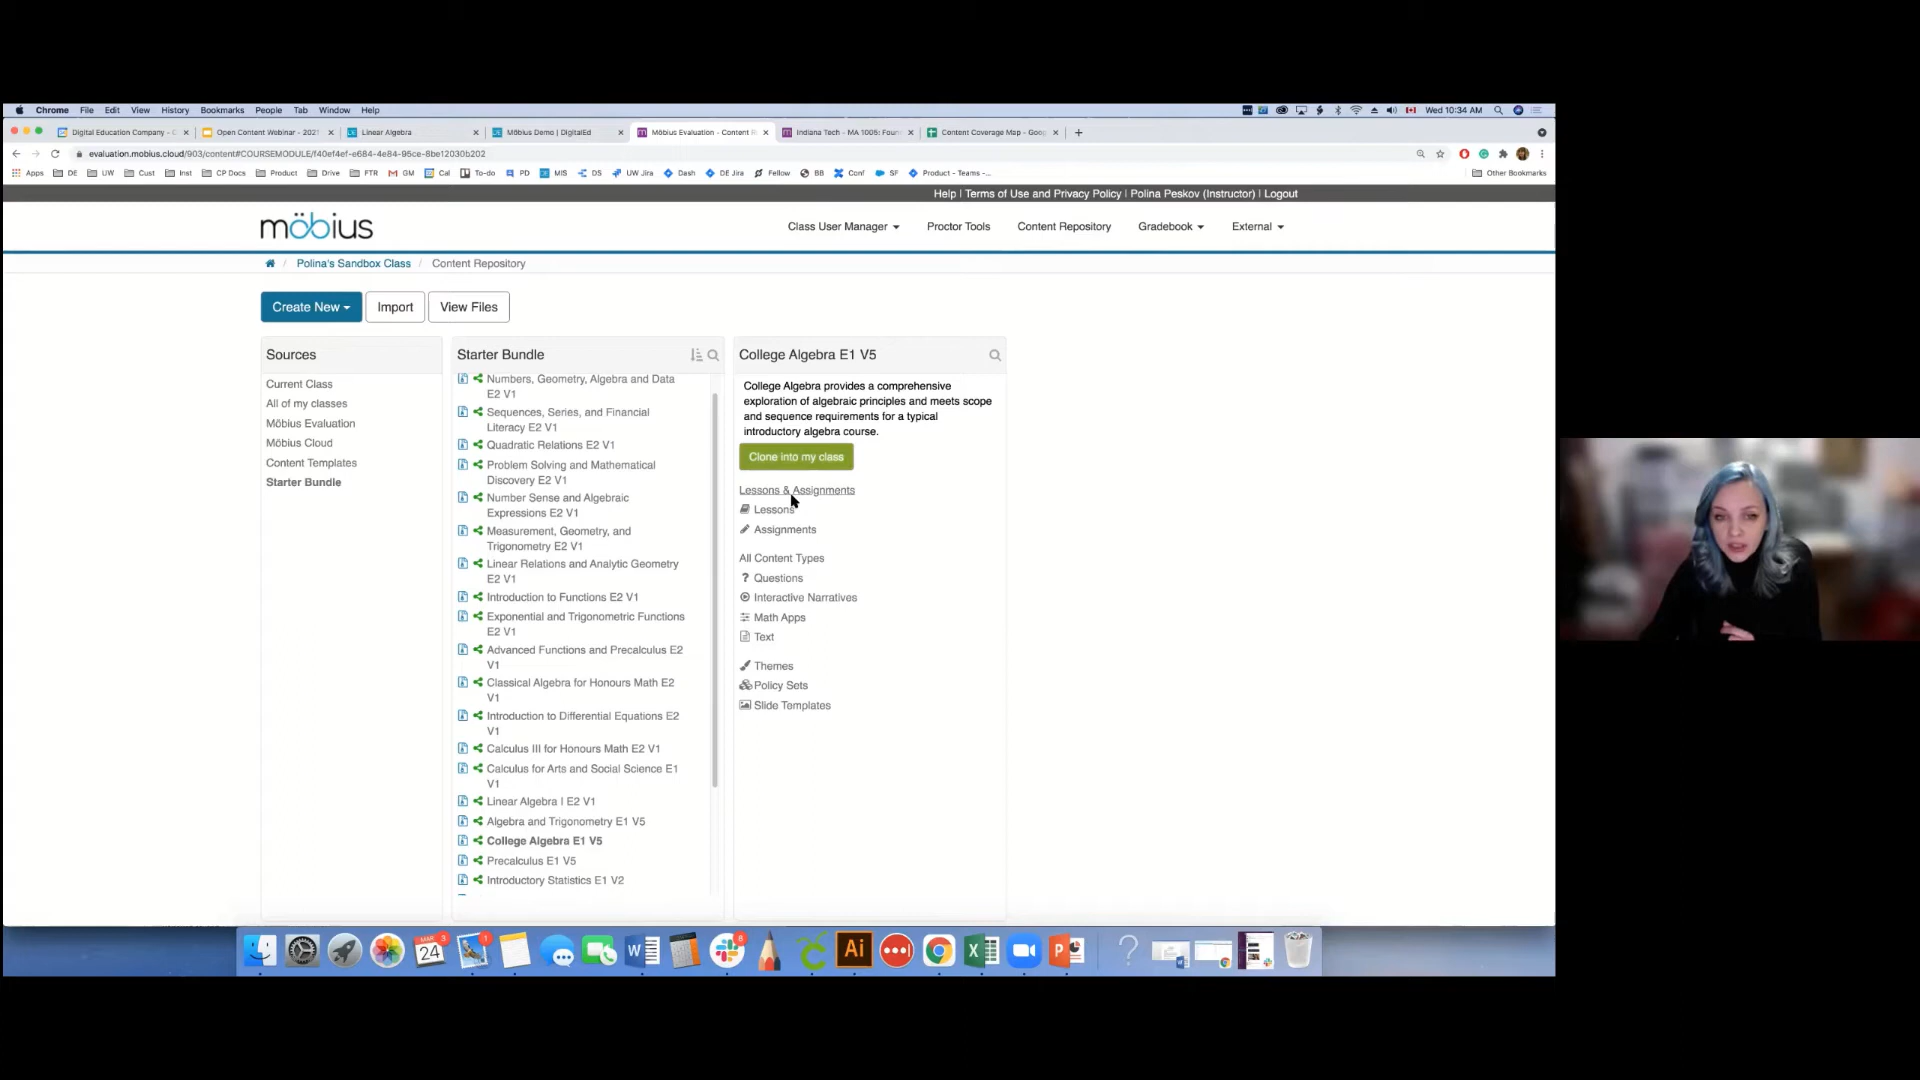 Chrome File Edit View History Bookmarks People Tab Window Help
Wed 10:34 AM
Digital Education Company - C
Open Content Webinar - 2021
Linear Algebra
Möbius Demo | DigitalEd
Möbius Evaluation - Content R
Indiana Tech - MA 1005: Foun
Content Coverage Map - Goog
evaluation.mobius.cloud/903/content#COURSEMODULE/f40ef4ef-e684-4e84-95ce-8be12030b202
Apps DE UW Cust Inst CP Docs Product Drive FTR GM Cal To-do PD MIS DS UW Jira Dash DE Jira Fellow BB Conf SF Product - Teams -... Other Bookmarks
Help | Terms of Use and Privacy Policy | Polina Peskov (Instructor) | Logout
möbius
Class User Manager Proctor Tools Content Repository Gradebook External
/ Polina's Sandbox Class / Content Repository
Create New Import View Files
Sources
Current Class
All of my classes
Möbius Evaluation
Möbius Cloud
Content Templates
Starter Bundle
Starter Bundle
Numbers, Geometry, Algebra and Data
E2 V1
Sequences, Series, and Financial
Literacy E2 V1
Quadratic Relations E2 V1
Problem Solving and Mathematical
Discovery E2 V1
Number Sense and Algebraic
Expressions E2 V1
Measurement, Geometry, and
Trigonometry E2 V1
Linear Relations and Analytic Geometry
E2 V1
Introduction to Functions E2 V1
Exponential and Trigonometric Functions
E2 V1
Advanced Functions and Precalculus E2
V1
Classical Algebra for Honours Math E2
V1
Introduction to Differential Equations E2
V1
Calculus III for Honours Math E2 V1
Calculus for Arts and Social Science E1
V1
Linear Algebra I E2 V1
Algebra and Trigonometry E1 V5
College Algebra E1 V5
Precalculus E1 V5
Introductory Statistics E1 V2
College Algebra E1 V5
College Algebra provides a comprehensive
exploration of algebraic principles and meets scope
and sequence requirements for a typical
introductory algebra course.
Clone into my class
Lessons & Assignments
Lessons
Assignments
All Content Types
? Questions
Interactive Narratives
Math Apps
Text
Themes
Policy Sets
Slide Templates
MAR 3
24
1
W
8
Ai
X
P
?